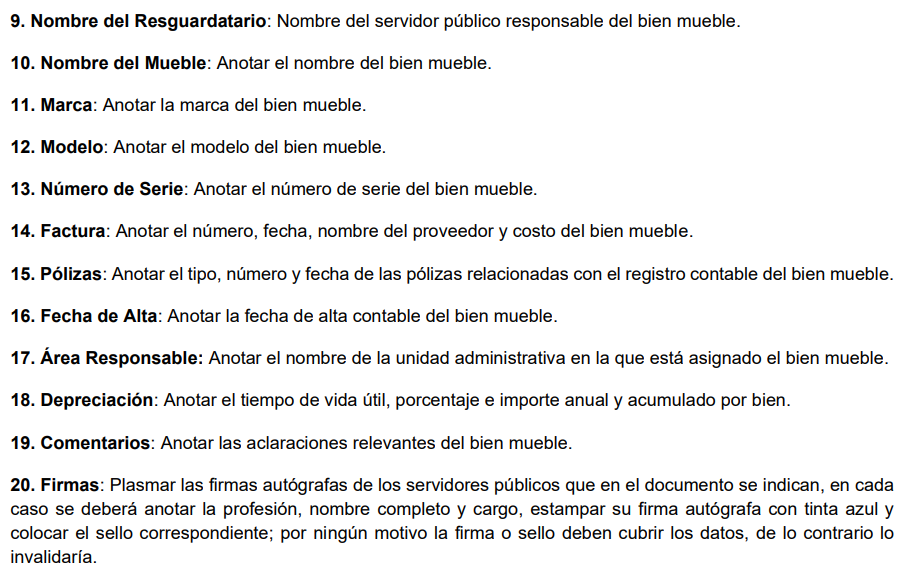 9. Nombre del Resguardatario: Nombre del servidor público responsable del bien mueble.
10. Nombre del Mueble: Anotar el nombre del bien mueble.
11. Marca: Anotar la marca del bien mueble.
12. Modelo: Anotar el modelo del bien mueble.
13. Número de Serie: Anotar el número de serie del bien mueble.
14. Factura: Anotar el número, fecha, nombre del proveedor y costo del bien mueble.
15. Pólizas: Anotar el tipo, número y fecha de las pólizas relacionadas con el registro contable del bien mueble.
16. Fecha de Alta: Anotar la fecha de alta contable del bien mueble.
17. Área Responsable: Anotar el nombre de la unidad administrativa en la que está asignado el bien mueble.
18. Depreciación: Anotar el tiempo de vida útil, porcentaje e importe anual y acumulado por bien.
19. Comentarios: Anotar las aclaraciones relevantes del bien mueble.
20. Firmas: Plasmar las firmas autógrafas de los servidores públicos que en el documento se indican, en cada
caso se deberá anotar la profesión, nombre completo y cargo, estampar su firma autógrafa con tinta azul y
colocar el sello correspondiente; por ningún motivo la firma o sello deben cubrir los datos, de lo contrario lo
invalidaría.